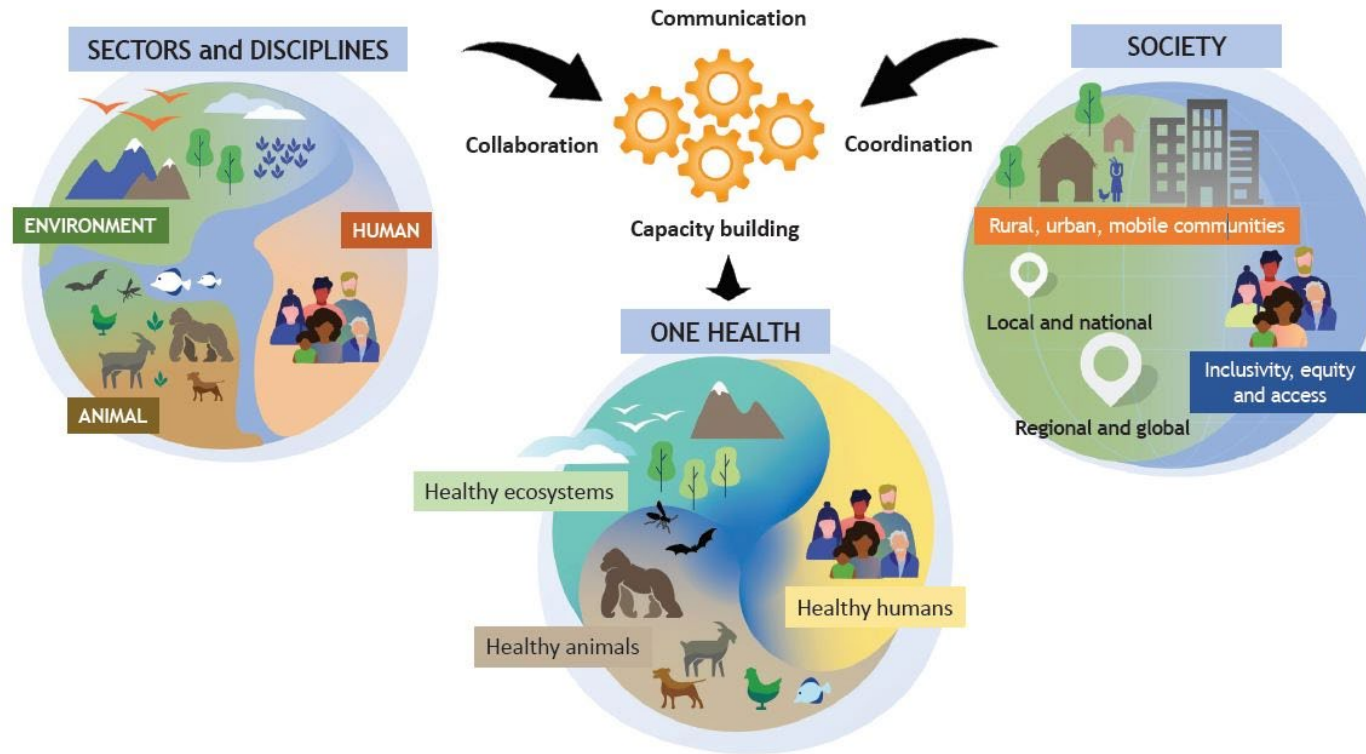 Communication
SECTORS and DISCIPLINES
SOCIETY
Collaboration
Coordination
ENVIRONMENT
HUMAN
Capacity building
Rural, urban, mobile communities
Local and national
ONE HEALTH
Inclusivity, equity
and access
ANIMAL
Regional and global
Healthy ecosystems
Healthy humans
Healthy animals